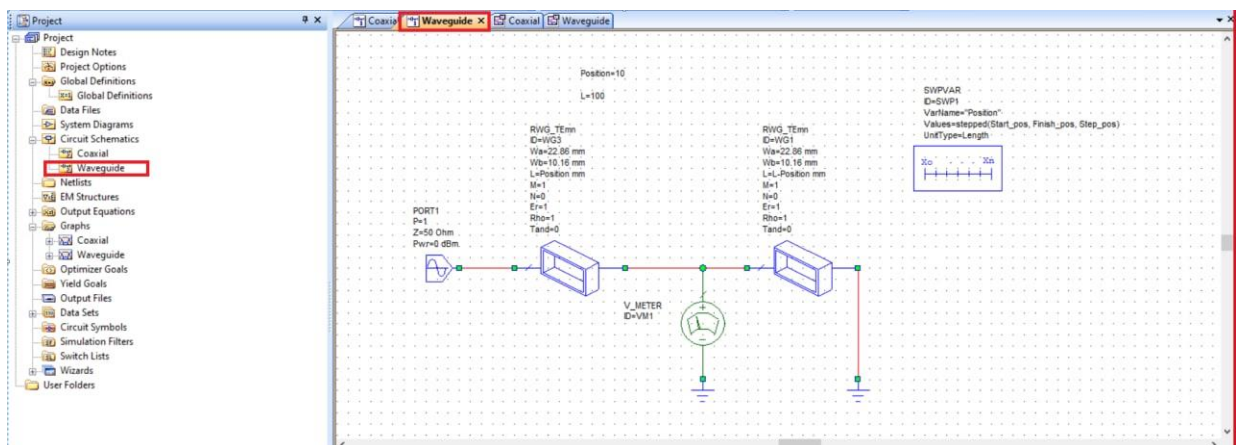 Project
Project
Design Notes
Project Options
Global Definitions
Global Definitions
Data Files
System Diagrams
Circuit Schematics
Coaxial
Waveguide
Netlists
EM Structures
Output Equations
Graphs
Coaxial
Waveguide
Optimizer Goals
Yield Goals
Output Files
Data Sets
Circuit Symbols
Simulation Filters
Switch Lists
Wizards
User Folders
Coaxial Waveguide Coaxial Waveguide
Position=10
L=100
SWPVAR
ID=SWP1
VarName="Position"
Values=stepped(Start_pos, Finish_pos, Step_pos)
UnitType=Length
Xo . . . Xn
RWG_TEmn
ID=WG3
Wa=22.86 mm
Wb=10.16 mm
L=Position mm
M=1
N=0
Er=1
Rho=1
Tand=0
RWG_TEmn
ID=WG1
Wa=22.86 mm
Wb=10.16 mm
L=L-Position mm
M=1
N=0
Er=1
Rho=1
Tand=0
PORT1
P=1
Z=50 Ohm
Pwr=0 dBm
V_METER
ID=VM1